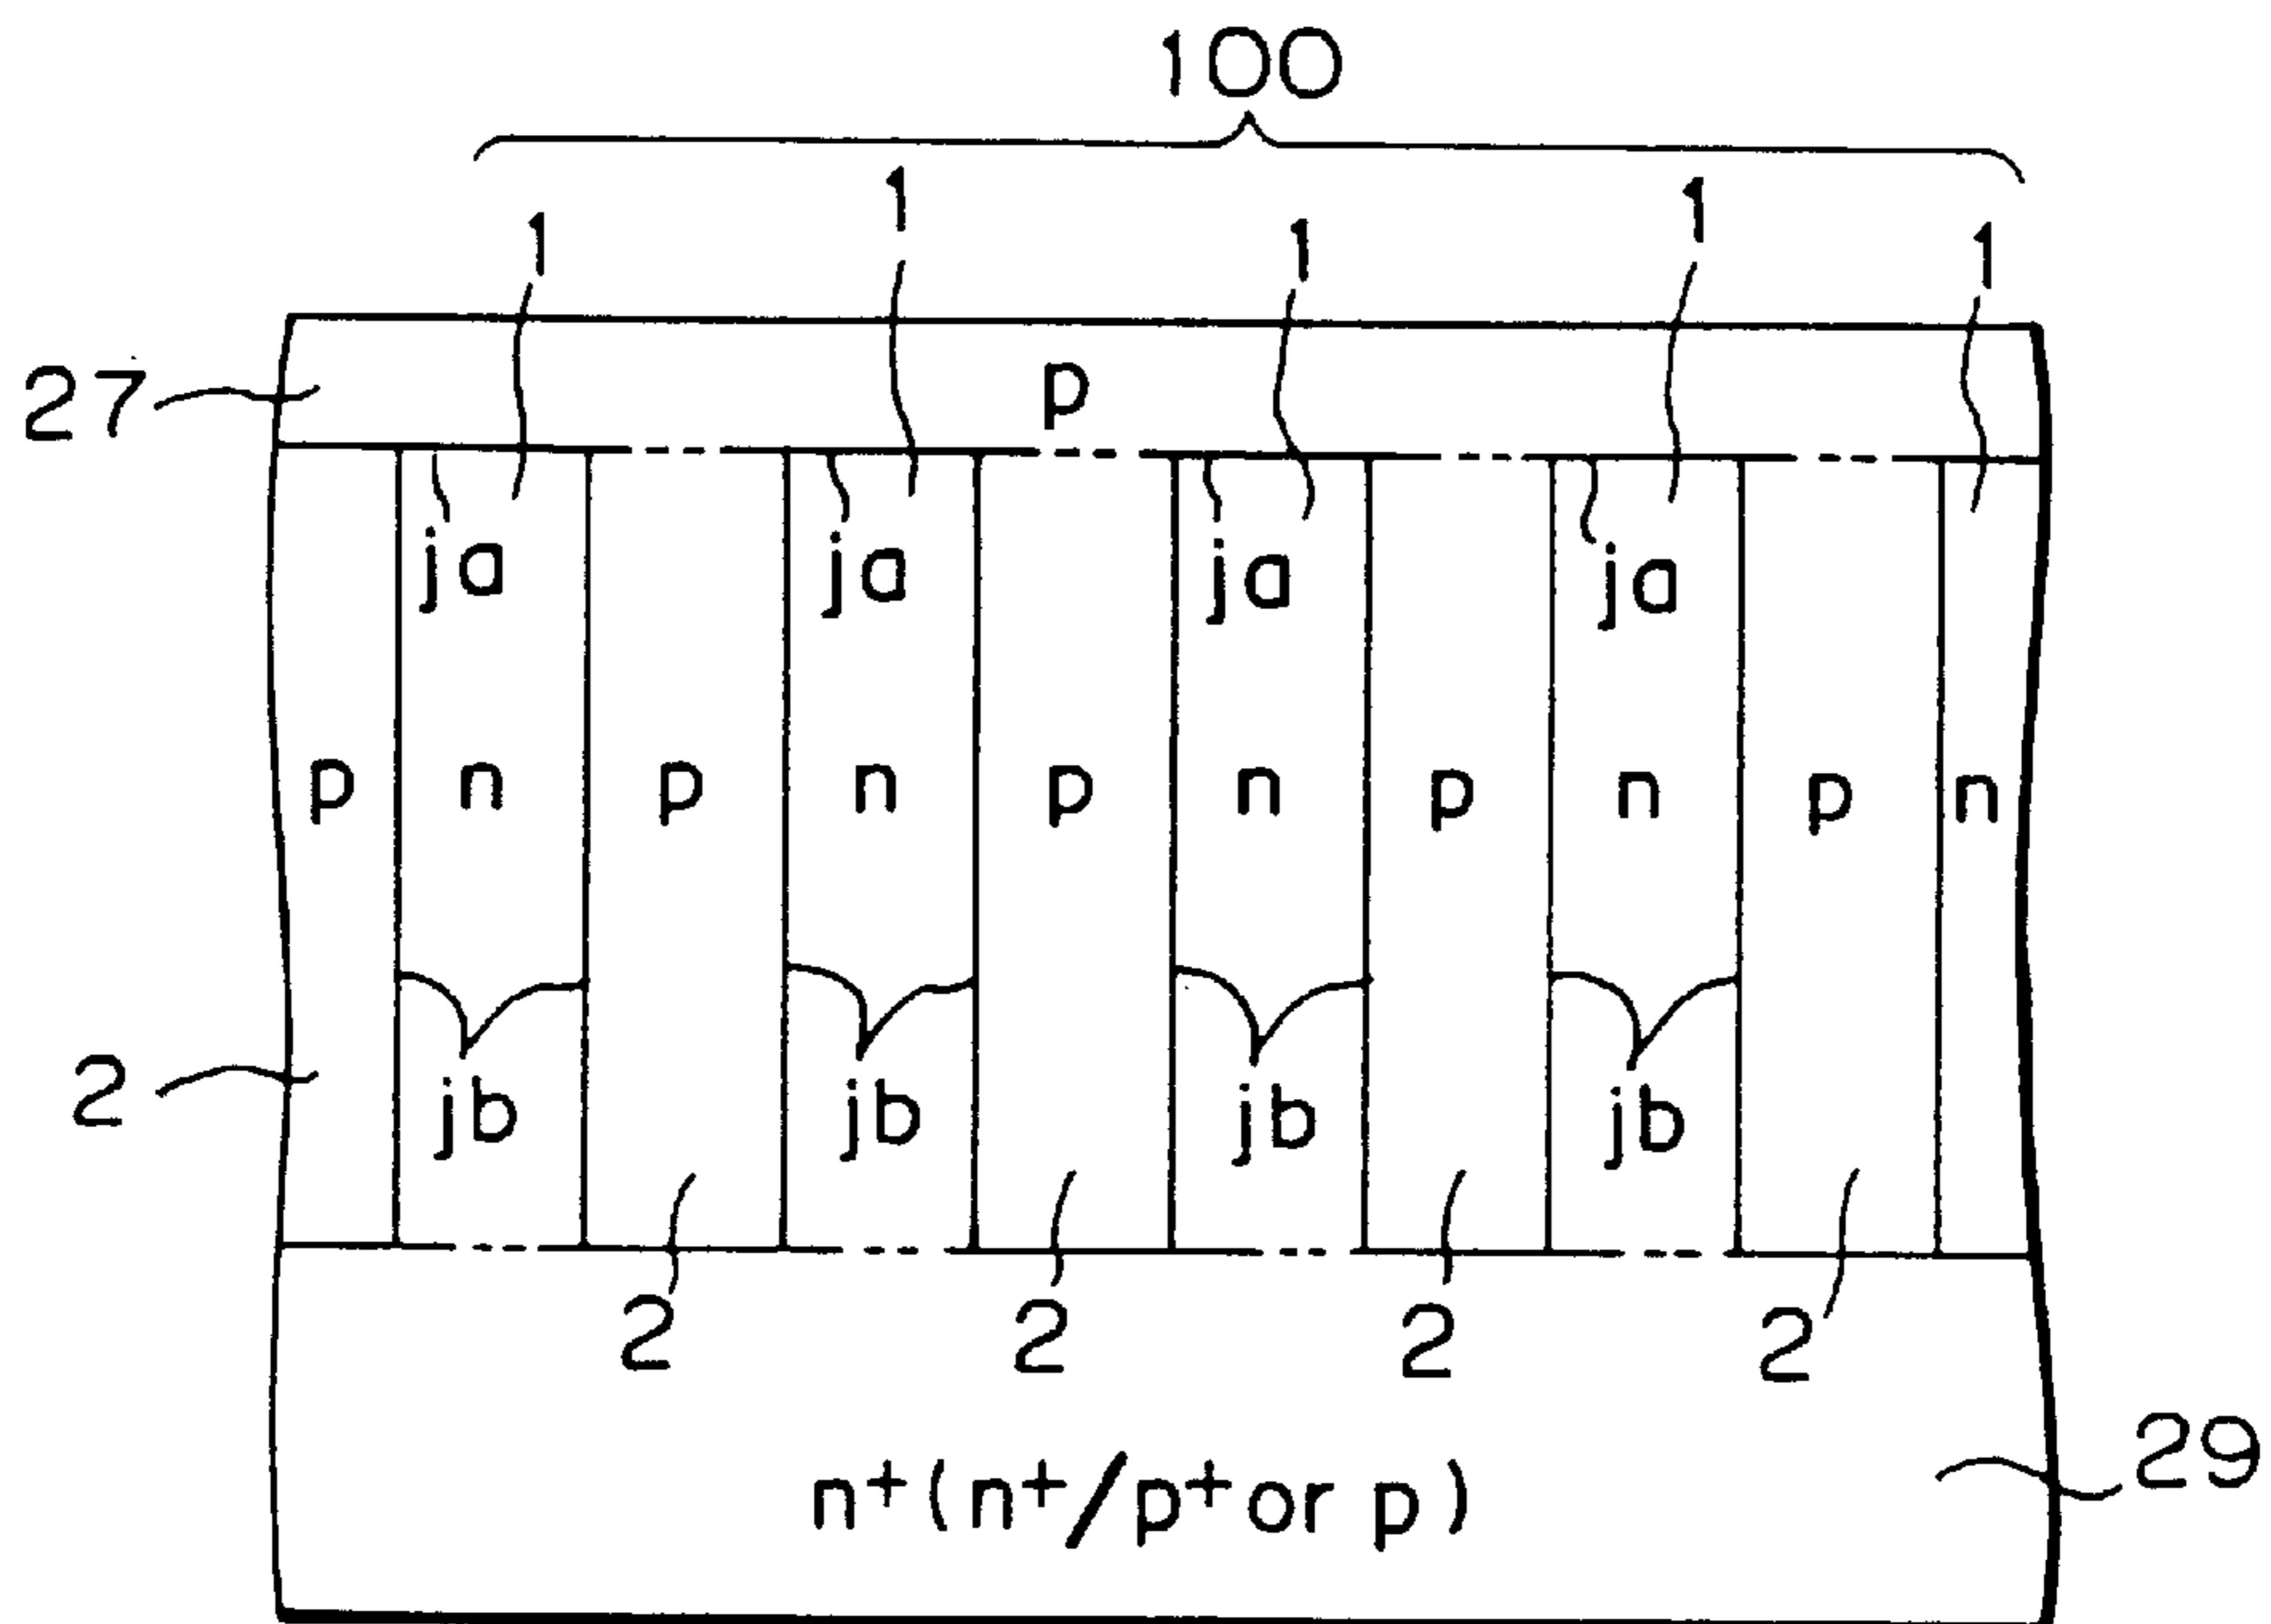 100
1 1 1 1 1
27 p
ja ja ja ja
p n p n p n p n p n
2 jb jb jb jb
2 2 2 2
n+(n+/p+ or p) 29